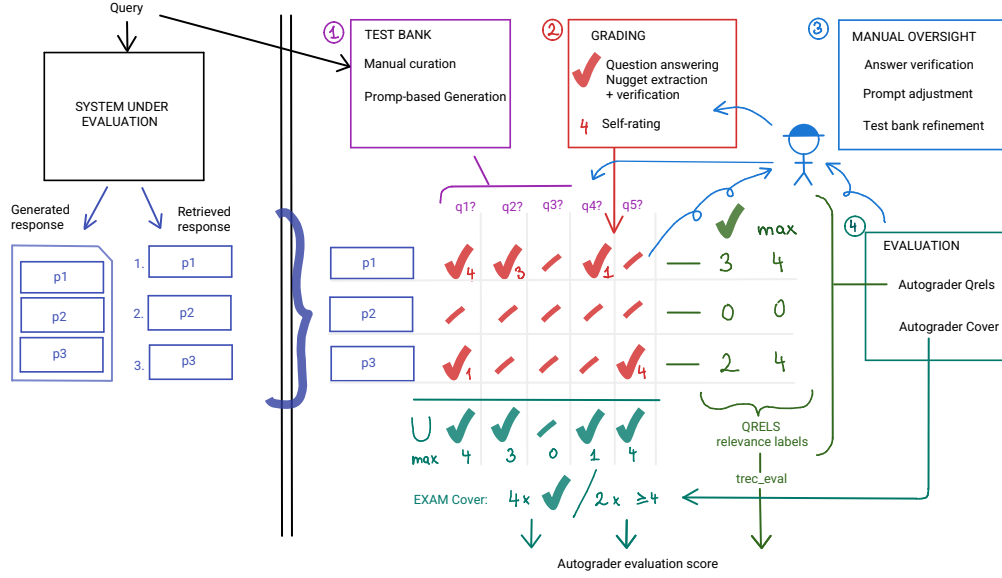 Query
SYSTEM UNDER
EVALUATION
Generated
response
Retrieved
response
p1
p2
p3
1. p1
2. p2
3. p3
1
TEST BANK
Manual curation
Promp-based Generation
2
GRADING
Question answering
Nugget extraction
+ verification
4 Self-rating
3
MANUAL OVERSIGHT
Answer verification
Prompt adjustment
Test bank refinement
4
EVALUATION
Autograder Qrels
Autograder Cover
q1? q2? q3? q4? q5?
✓ max
p1 ✓4 ✓3 / ✓1 / — 3 4
p2 / / / / / — 0 0
p3 ✓1 / / / ✓4 — 2 4
U ✓ ✓ / ✓ ✓
max 4 3 0 1 4
QRELS
relevance labels
trec_eval
EXAM Cover: 4x ✓ / 2x ≥4
Autograder evaluation score